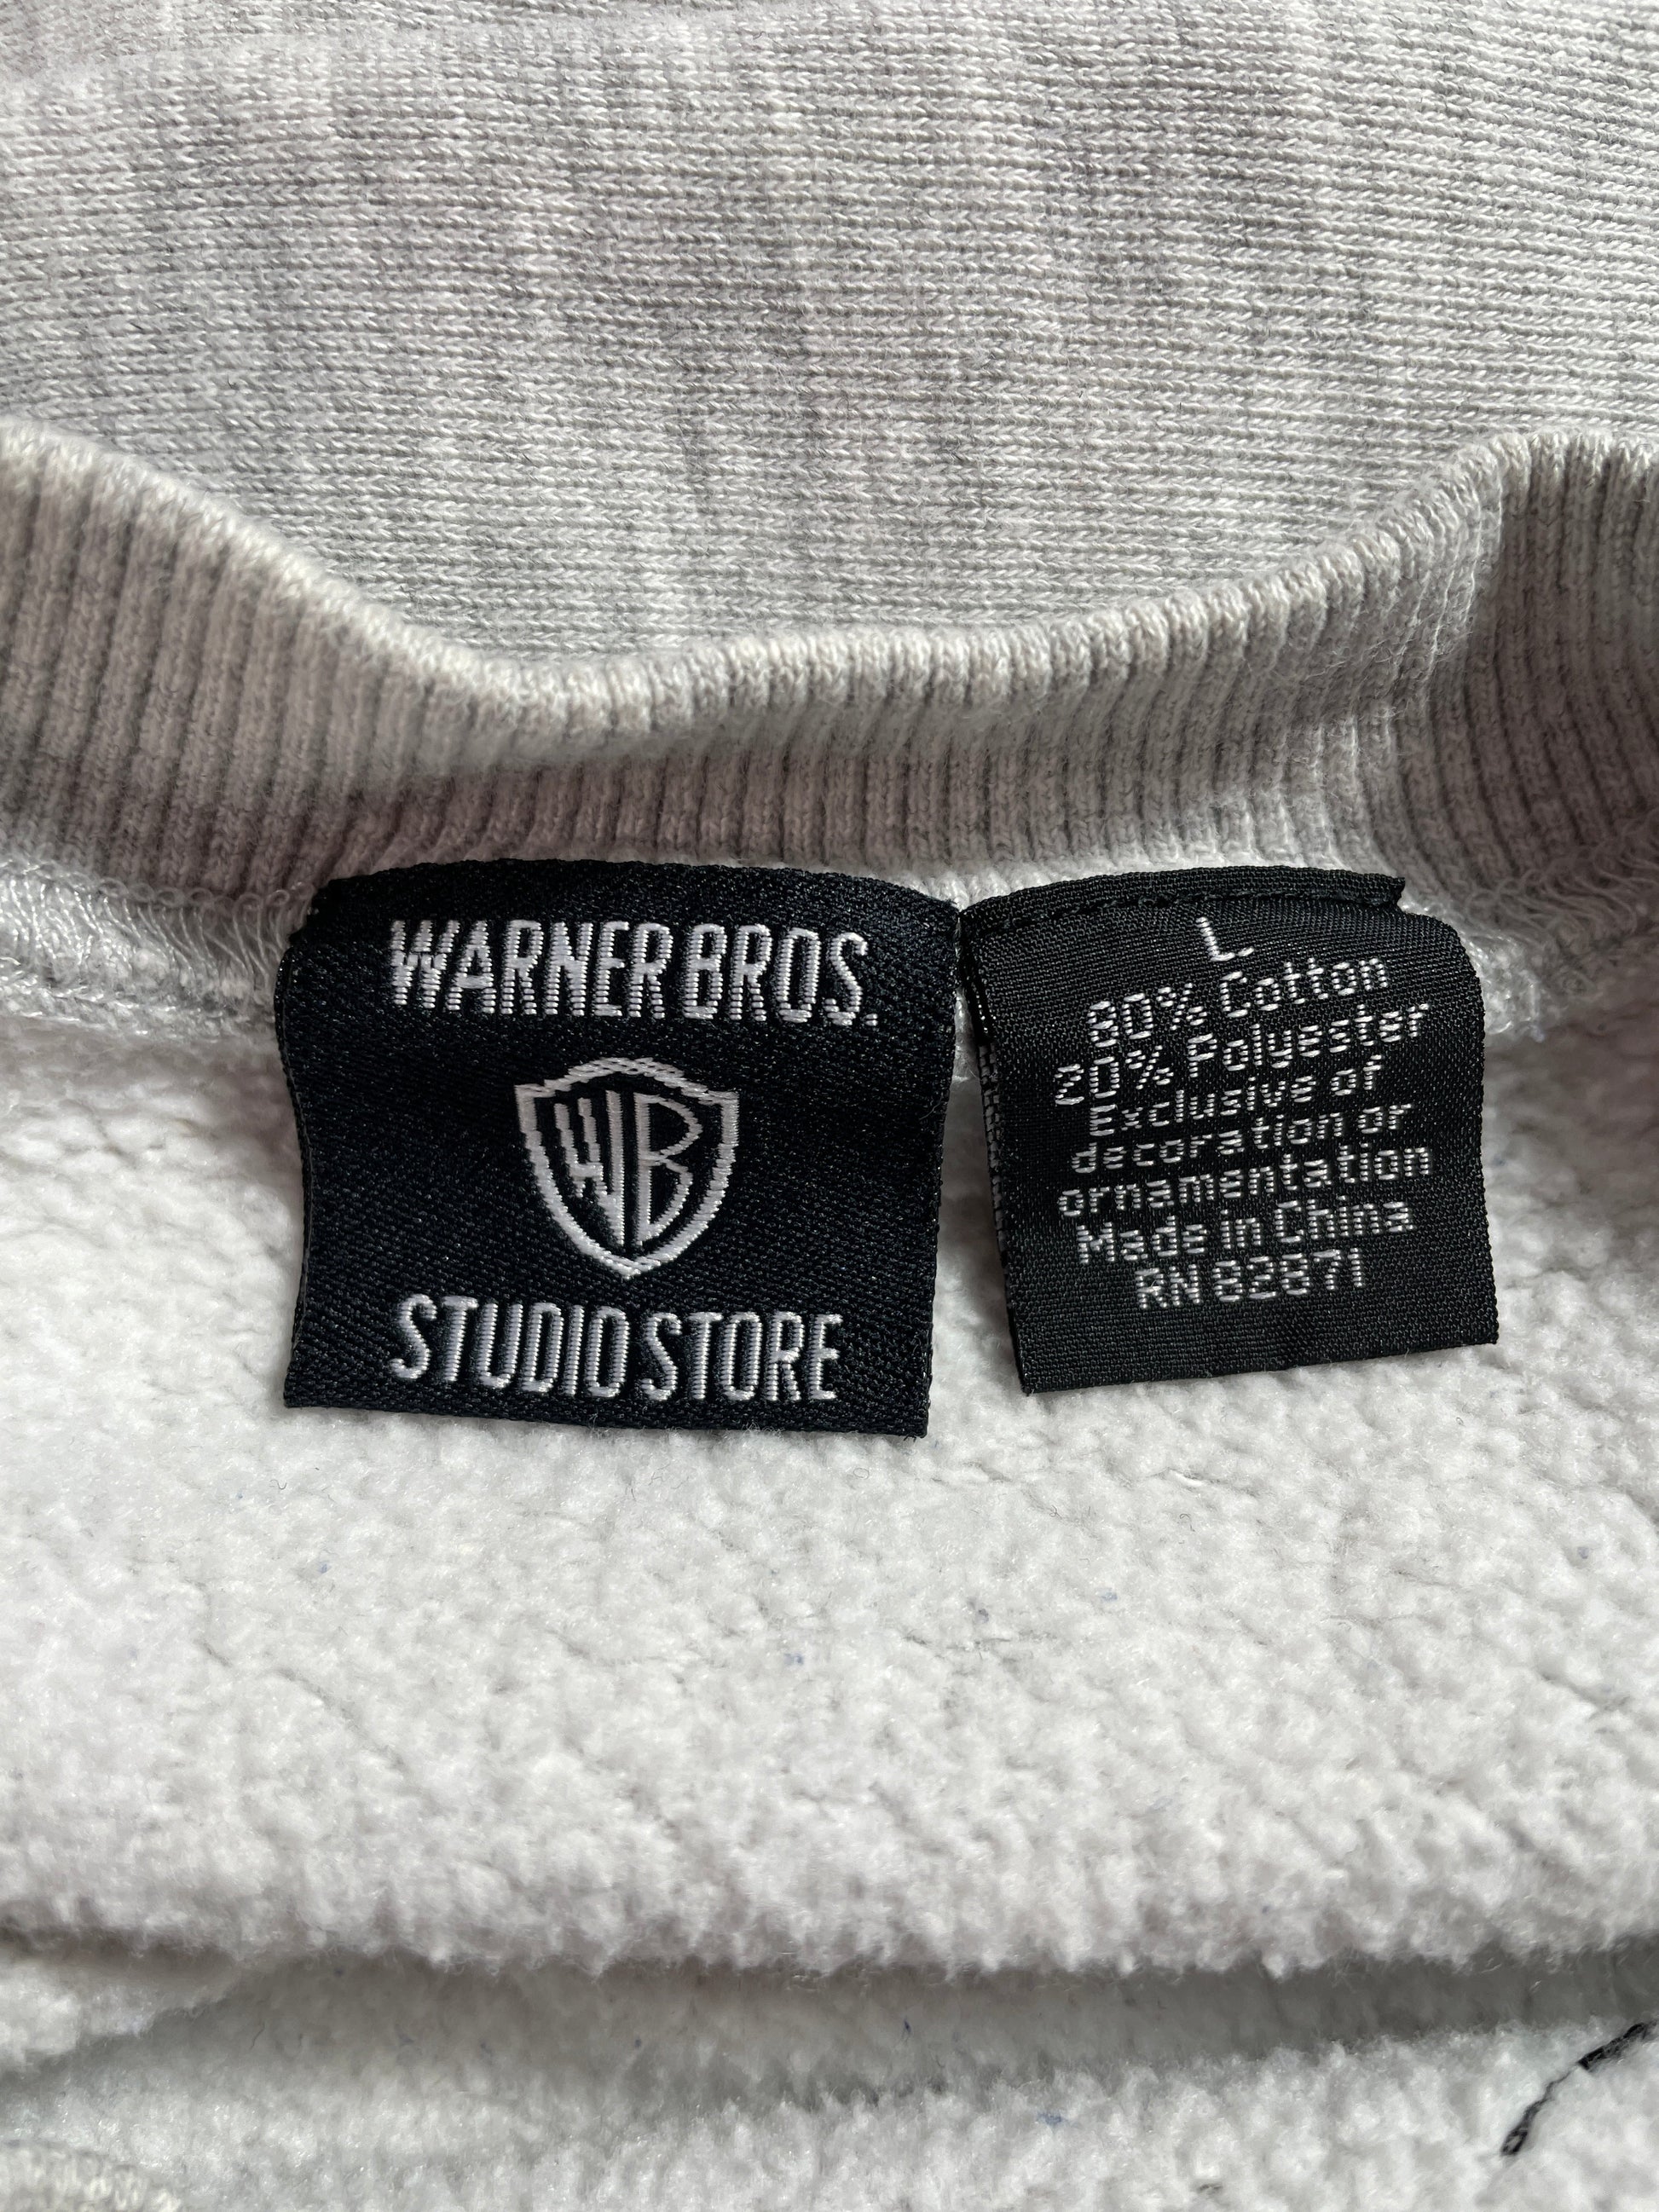 WARNER BROS.
WB
STUDIO STORE
L
80% Cotton
20% Polyester
Exclusive of
decoration or
ornamentation
Made in China
RN 82871